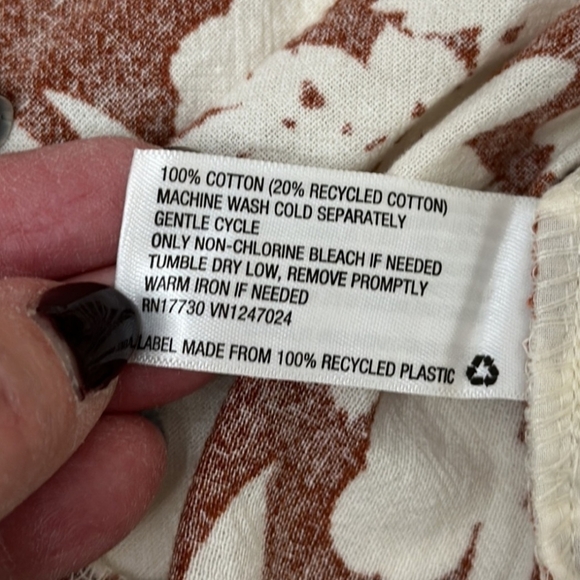 100% COTTON (20% RECYCLED COTTON)
MACHINE WASH COLD SEPARATELY
GENTLE CYCLE
ONLY NON-CHLORINE BLEACH IF NEEDED
TUMBLE DRY LOW, REMOVE PROMPTLY
WARM IRON IF NEEDED
RN17730 VN1247024
LABEL MADE FROM 100% RECYCLED PLASTIC